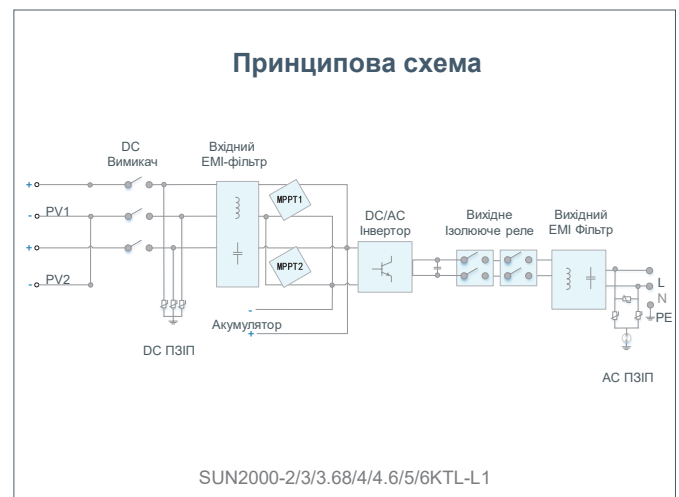 Принципова схема
DC
Вимикач
Вхідний
EMI-фільтр
+
- PV1
+
- PV2
MPPT1
MPPT2
DC/AC
Інвертор
Вихідне
Ізолююче реле
Вихідний
EMI Фільтр
L
N
PE
-
Акумулятор
+
DC ПЗІП
AC ПЗІП
SUN2000-2/3/3.68/4/4.6/5/6KTL-L1